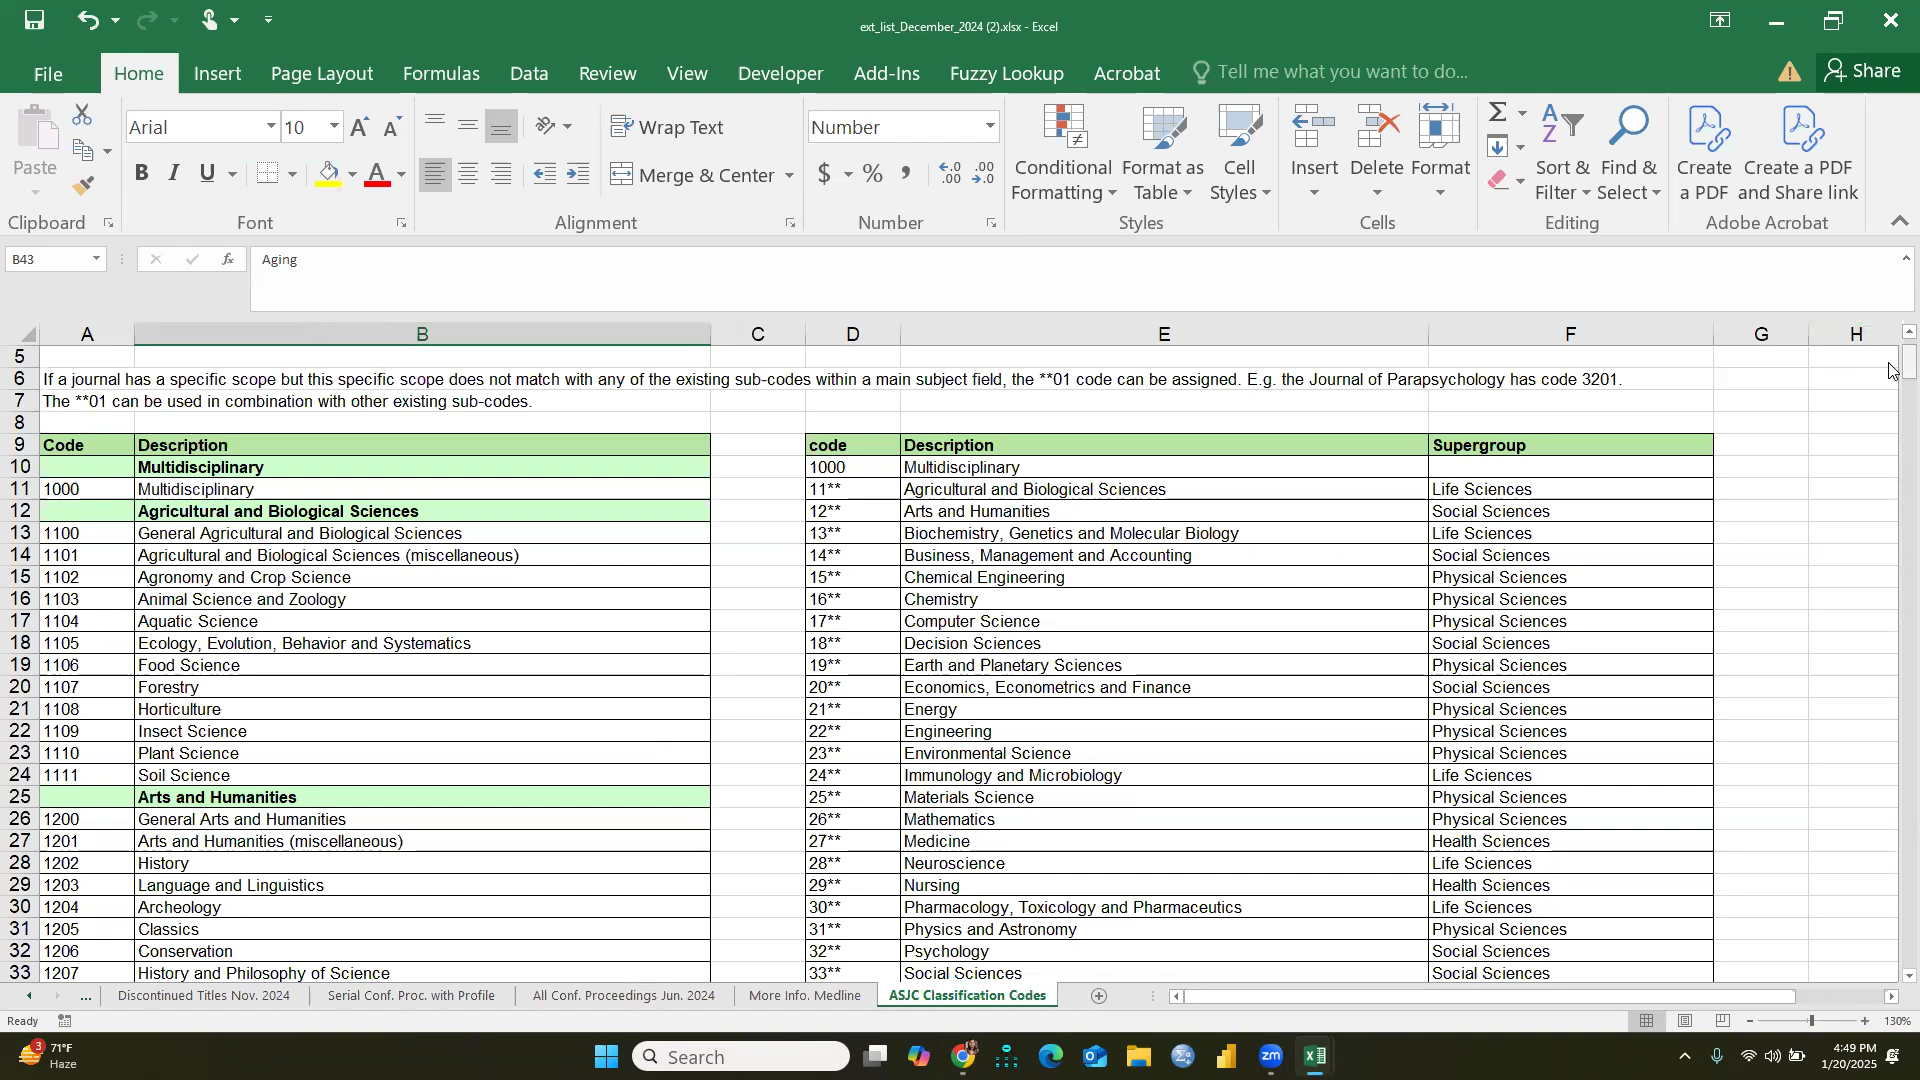 ext_list_December_2024 (2).xlsx - Excel
File Home Insert Page Layout Formulas Data Review View Developer Add-Ins Fuzzy Lookup Acrobat Tell me what you want to do... Share
Paste
Clipboard
Arial 10
B I U A
Font
Wrap Text
Merge & Center
Alignment
Number
$ % , .0 .00 .00 .0
Number
Conditional Formatting
Format as Table
Cell Styles
Styles
Insert Delete Format
Cells
Sort & Filter
Find & Select
Editing
Create a PDF
Create a PDF and Share link
Adobe Acrobat
B43 fx Aging
A B C D E F G H
5
6 If a journal has a specific scope but this specific scope does not match with any of the existing sub-codes within a main subject field, the **01 code can be assigned. E.g. the Journal of Parapsychology has code 3201.
7 The **01 can be used in combination with other existing sub-codes.
8
9 Code Description code Description Supergroup
10 Multidisciplinary 1000 Multidisciplinary
11 1000 Multidisciplinary 11** Agricultural and Biological Sciences Life Sciences
12 Agricultural and Biological Sciences 12** Arts and Humanities Social Sciences
13 1100 General Agricultural and Biological Sciences 13** Biochemistry, Genetics and Molecular Biology Life Sciences
14 1101 Agricultural and Biological Sciences (miscellaneous) 14** Business, Management and Accounting Social Sciences
15 1102 Agronomy and Crop Science 15** Chemical Engineering Physical Sciences
16 1103 Animal Science and Zoology 16** Chemistry Physical Sciences
17 1104 Aquatic Science 17** Computer Science Physical Sciences
18 1105 Ecology, Evolution, Behavior and Systematics 18** Decision Sciences Social Sciences
19 1106 Food Science 19** Earth and Planetary Sciences Physical Sciences
20 1107 Forestry 20** Economics, Econometrics and Finance Social Sciences
21 1108 Horticulture 21** Energy Physical Sciences
22 1109 Insect Science 22** Engineering Physical Sciences
23 1110 Plant Science 23** Environmental Science Physical Sciences
24 1111 Soil Science 24** Immunology and Microbiology Life Sciences
25 Arts and Humanities 25** Materials Science Physical Sciences
26 1200 General Arts and Humanities 26** Mathematics Physical Sciences
27 1201 Arts and Humanities (miscellaneous) 27** Medicine Health Sciences
28 1202 History 28** Neuroscience Life Sciences
29 1203 Language and Linguistics 29** Nursing Health Sciences
30 1204 Archeology 30** Pharmacology, Toxicology and Pharmaceutics Life Sciences
31 1205 Classics 31** Physics and Astronomy Physical Sciences
32 1206 Conservation 32** Psychology Social Sciences
33 1207 History and Philosophy of Science 33** Social Sciences Social Sciences
... Discontinued Titles Nov. 2024 Serial Conf. Proc. with Profile All Conf. Proceedings Jun. 2024 More Info. Medline ASJC Classification Codes
Ready 130%
3 71°F
Haze
Search
zm
4:49 PM
1/20/2025